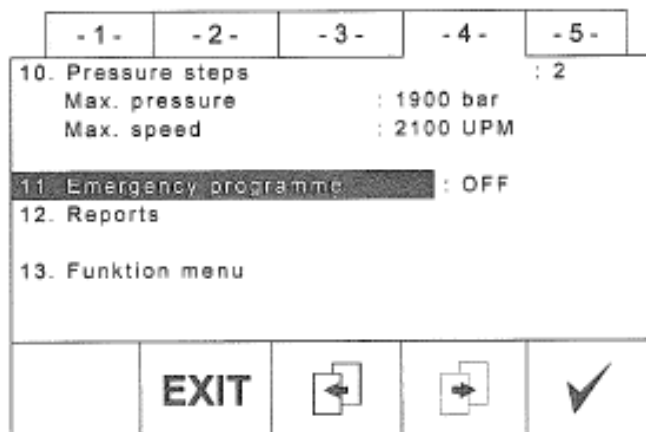 - 1 - - 2 - - 3 - - 4 - - 5 -
10. Pressure steps : 2
Max. pressure : 1900 bar
Max. speed : 2100 UPM
11. Emergency programme : OFF
12. Reports
13. Funktion menu
EXIT